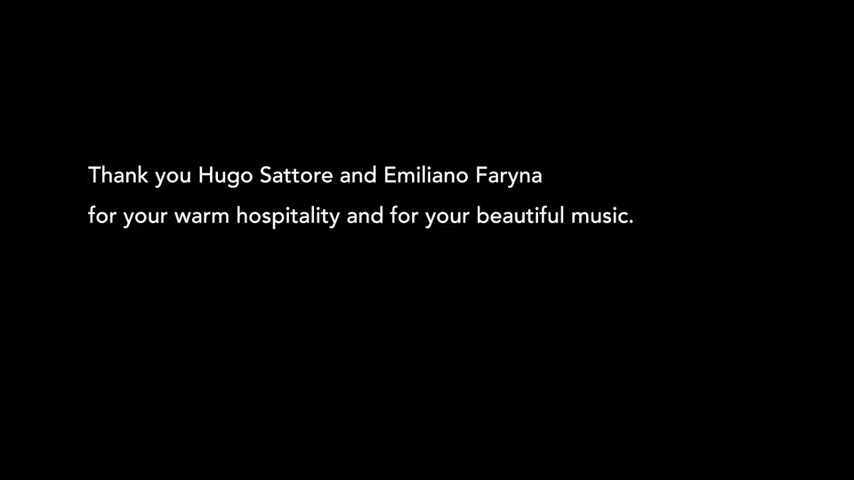 Thank you Hugo Sattore and Emiliano Faryna
for your warm hospitality and for your beautiful music.